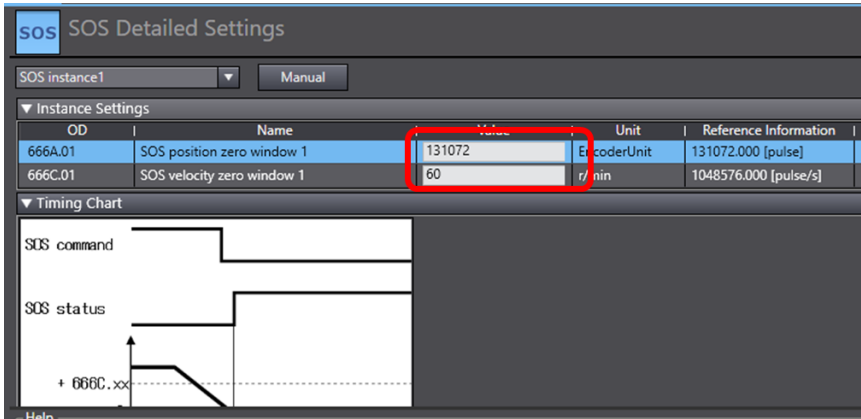 sos SOS Detailed Settings
SOS instance1 Manual
Instance Settings
OD Name Value Unit Reference Information
666A.01 SOS position zero window 1 131072 EncoderUnit 131072.000 [pulse]
666C.01 SOS velocity zero window 1 60 r/min 1048576.000 [pulse/s]
Timing Chart
SOS command
SOS status
+ 666C.xx
Help